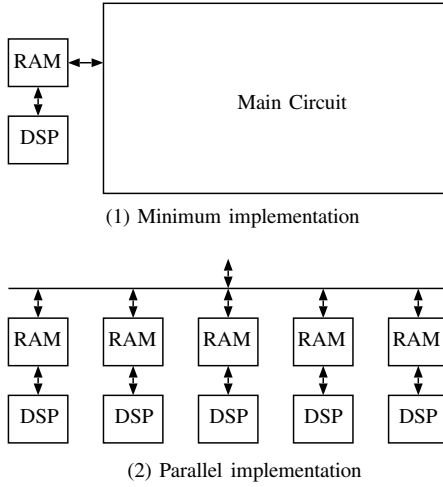 RAM
Main Circuit
DSP
(1) Minimum implementation
RAM RAM RAM RAM RAM
DSP DSP DSP DSP DSP
(2) Parallel implementation